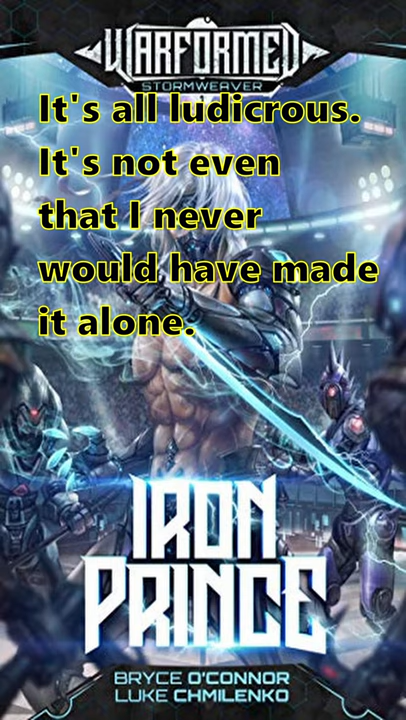 WARFORMED
STORMWEAVER
It's all ludicrous.
It's not even
that I never
would have made
it alone.
IRON
PRINCE
BRYCE O'CONNOR
LUKE CHMILENKO